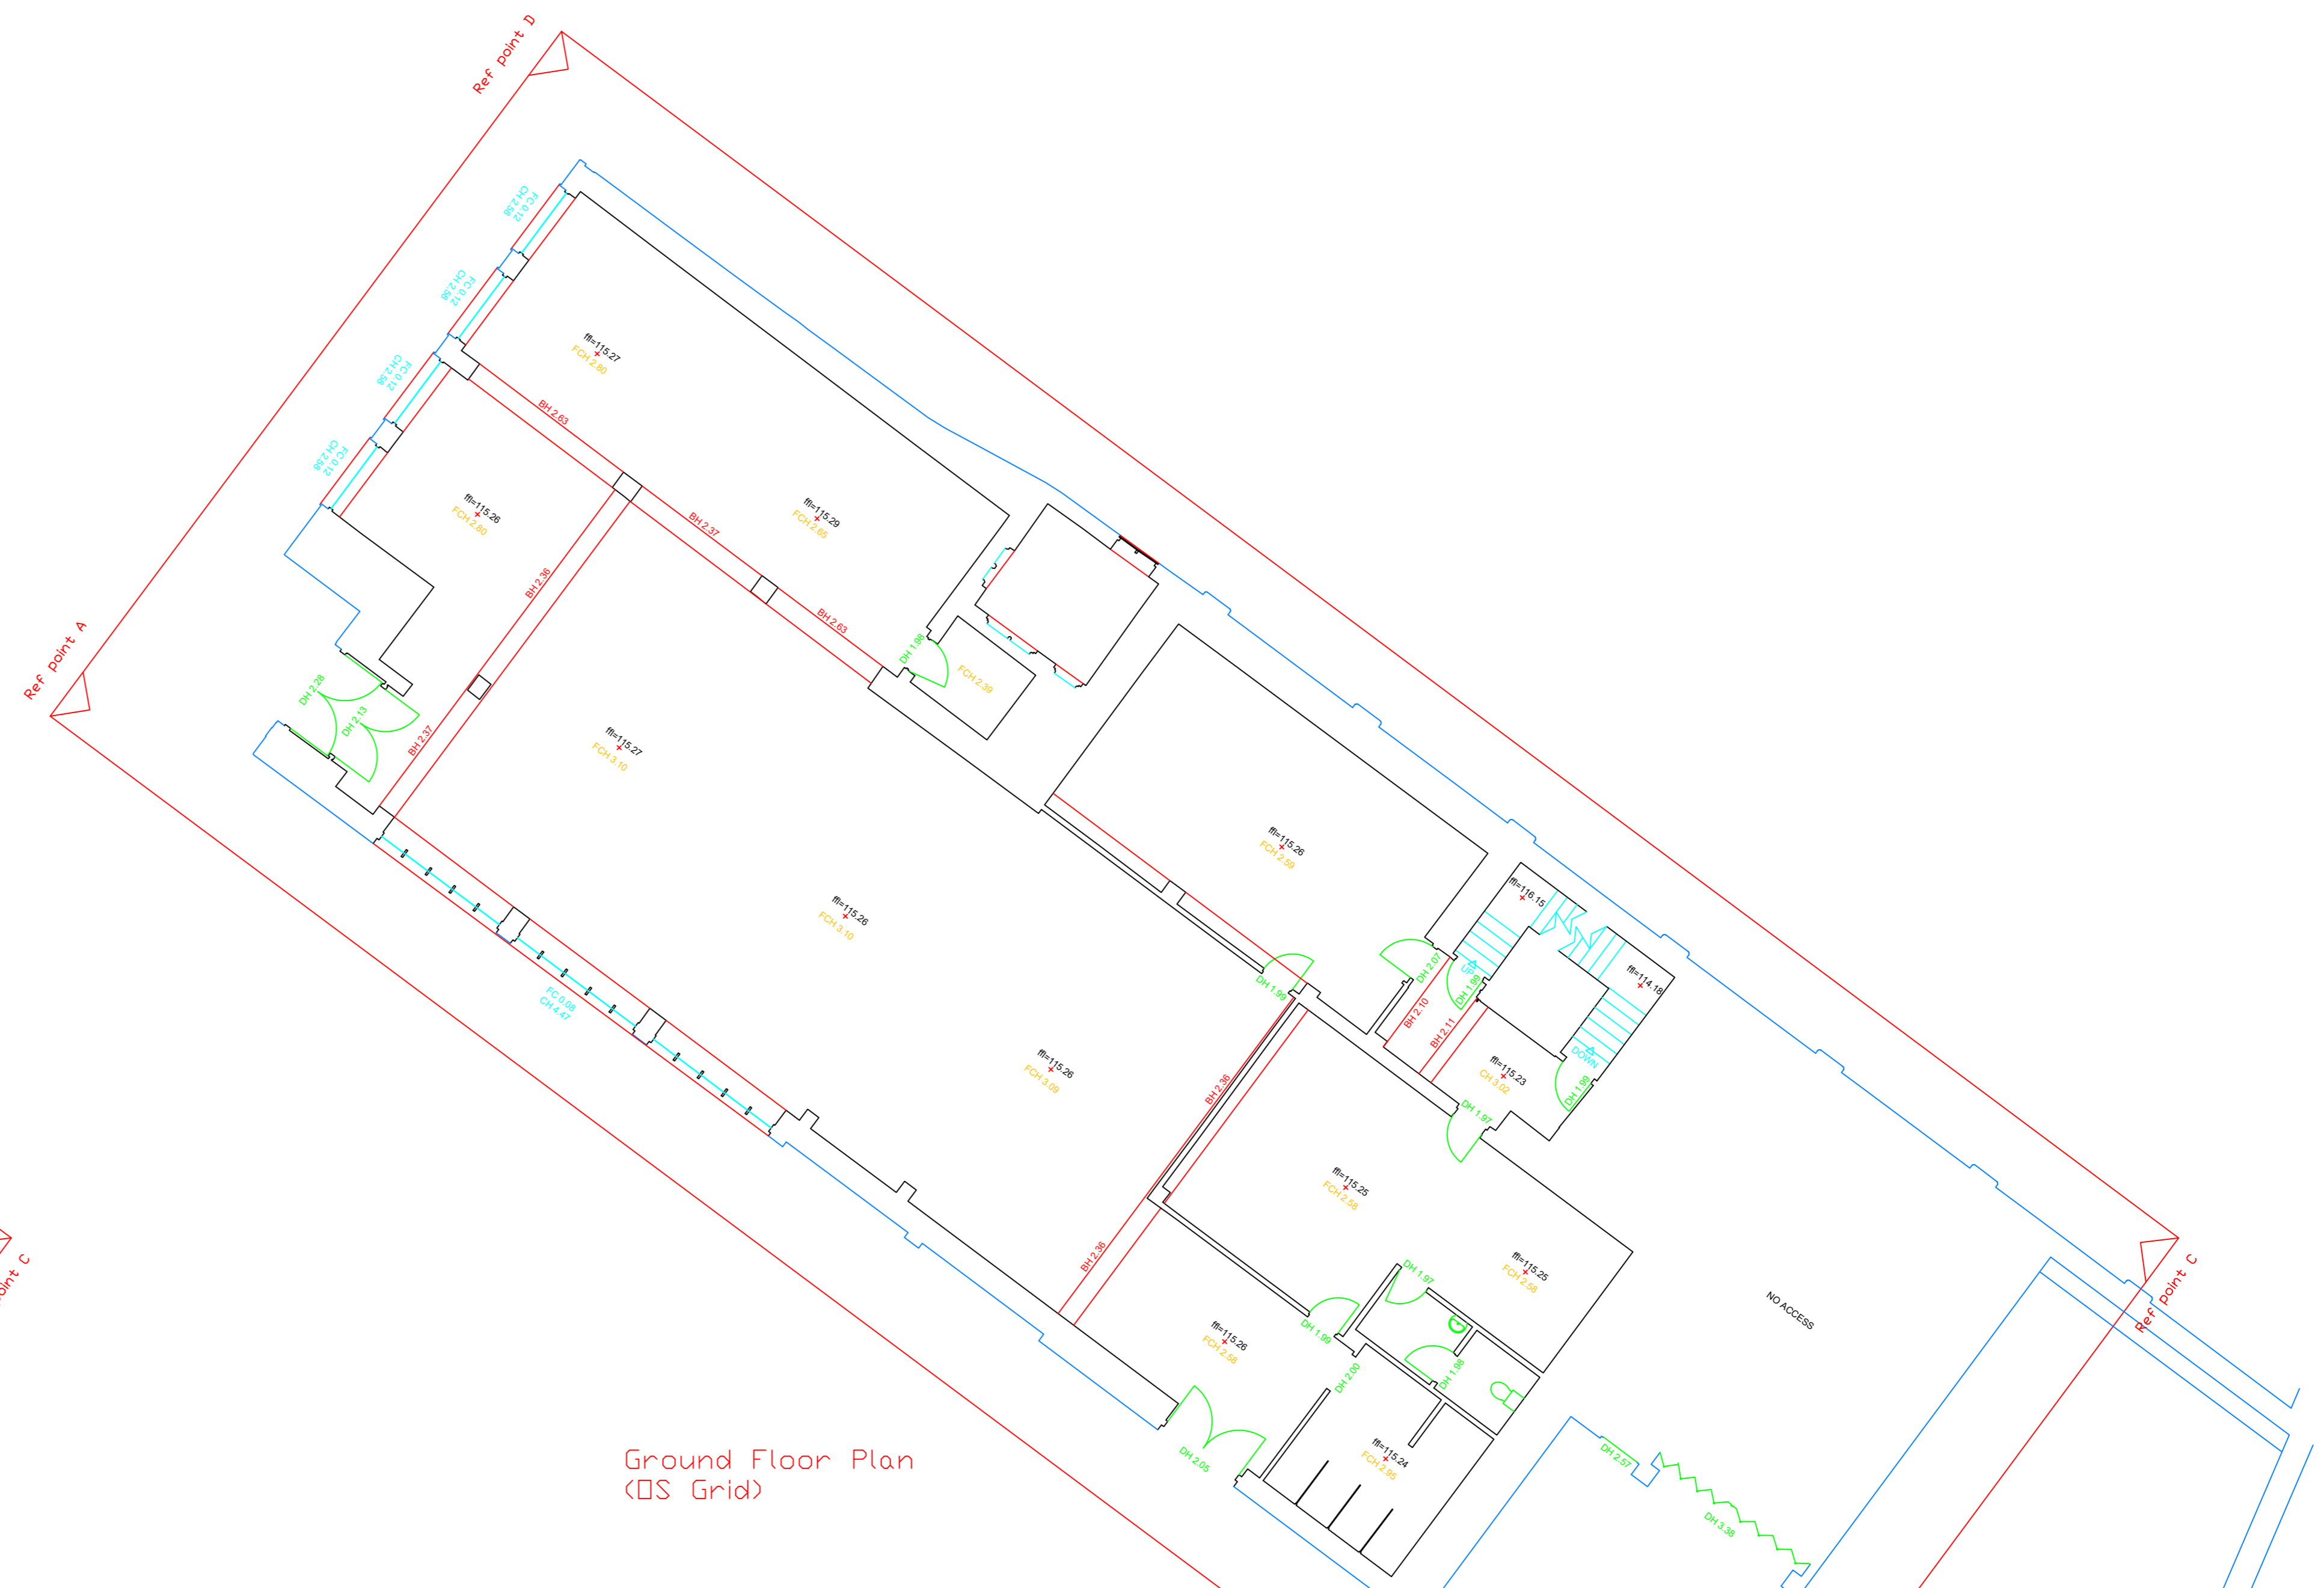 Ref point D
FC 0.12
CH 2.58
FC 0.12
CH 2.58
ffl=115.27
FCH 2.80
FC 0.12
CH 2.58
BH 2.63
FC 0.12
CH 2.58
ffl=115.26
FCH 2.80
ffl=115.29
FCH 2.65
BH 2.37
BH 2.36
BH 2.63
DH 1.98
FCH 2.39
Ref point A
DH 2.28
DH 2.13
BH 2.37
ffl=115.27
FCH 3.10
ffl=115.26
FCH 2.59
ffl=115.26
FCH 3.10
ffl=116.15
UP
DH 2.07
DH 1.99
ffl=114.18
DH 1.99
FC 0.08
CH 4.47
BH 2.10
BH 2.11
ffl=115.26
FCH 3.09
ffl=115.23
CH 3.02
DOWN
DH 1.99
BH 2.36
DH 1.97
ffl=115.25
FCH 2.58
BH 2.36
DH 1.97
ffl=115.25
FCH 2.58
NO ACCESS
Ref point C
oint C
ffl=115.26
FCH 2.58
DH 1.99
DH 2.00
DH 1.98
DH 2.05
ffl=115.24
FCH 2.95
DH 2.57
DH 3.38
Ground Floor Plan
(OS Grid)